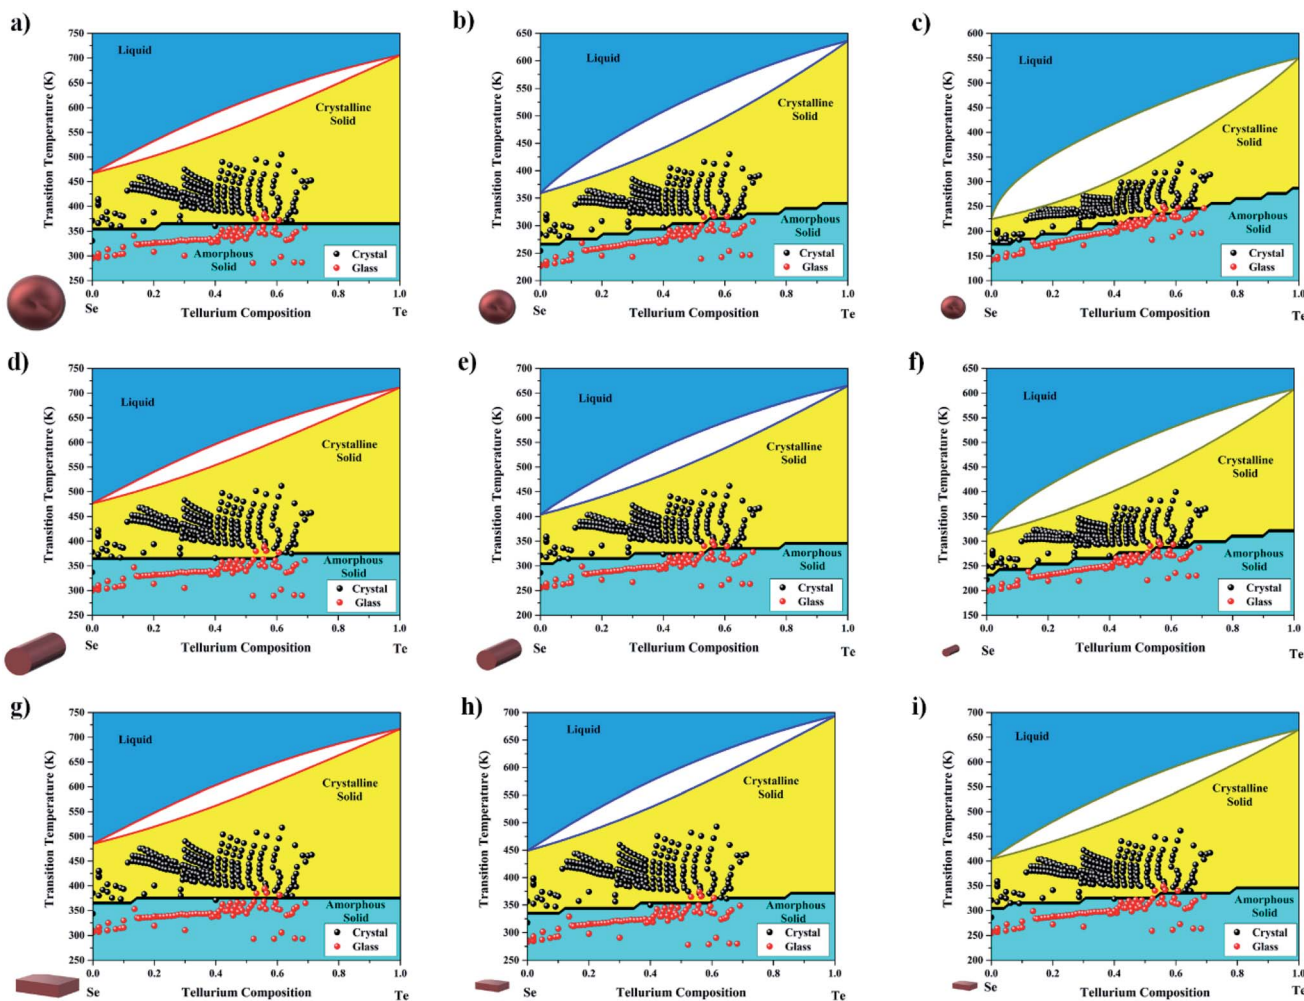 a)
Transition Temperature (K)
750
700
650
600
550
500
450
400
350
300
250
Liquid
Crystalline
Solid
Amorphous
Solid
Crystal
Glass
0.0 0.2 0.4 0.6 0.8 1.0
Se Tellurium Composition Te
b)
Transition Temperature (K)
650
600
550
500
450
400
350
300
250
200
Liquid
Crystalline
Solid
Amorphous
Solid
Crystal
Glass
0.0 0.2 0.4 0.6 0.8 1.0
Se Tellurium Composition Te
c)
Transition Temperature (K)
600
550
500
450
400
350
300
250
200
150
100
Liquid
Crystalline
Solid
Amorphous
Solid
Crystal
Glass
0.0 0.2 0.4 0.6 0.8 1.0
Se Tellurium Composition Te
d)
Transition Temperature (K)
750
700
650
600
550
500
450
400
350
300
250
Liquid
Crystalline
Solid
Amorphous
Solid
Crystal
Glass
0.0 0.2 0.4 0.6 0.8 1.0
Se Tellurium Composition Te
e)
Transition Temperature (K)
700
650
600
550
500
450
400
350
300
250
200
Liquid
Crystalline
Solid
Amorphous
Solid
Crystal
Glass
0.0 0.2 0.4 0.6 0.8 1.0
Se Tellurium Composition Te
f)
Transition Temperature (K)
650
600
550
500
450
400
350
300
250
200
150
Liquid
Crystalline
Solid
Amorphous
Solid
Crystal
Glass
0.0 0.2 0.4 0.6 0.8 1.0
Se Tellurium Composition Te
g)
Transition Temperature (K)
750
700
650
600
550
500
450
400
350
300
250
Liquid
Crystalline
Solid
Amorphous
Solid
Crystal
Glass
0.0 0.2 0.4 0.6 0.8 1.0
Se Tellurium Composition Te
h)
Transition Temperature (K)
700
650
600
550
500
450
400
350
300
250
Liquid
Crystalline
Solid
Amorphous
Solid
Crystal
Glass
0.0 0.2 0.4 0.6 0.8 1.0
Se Tellurium Composition Te
i)
Transition Temperature (K)
700
650
600
550
500
450
400
350
300
250
200
Liquid
Crystalline
Solid
Amorphous
Solid
Crystal
Glass
0.0 0.2 0.4 0.6 0.8 1.0
Se Tellurium Composition Te